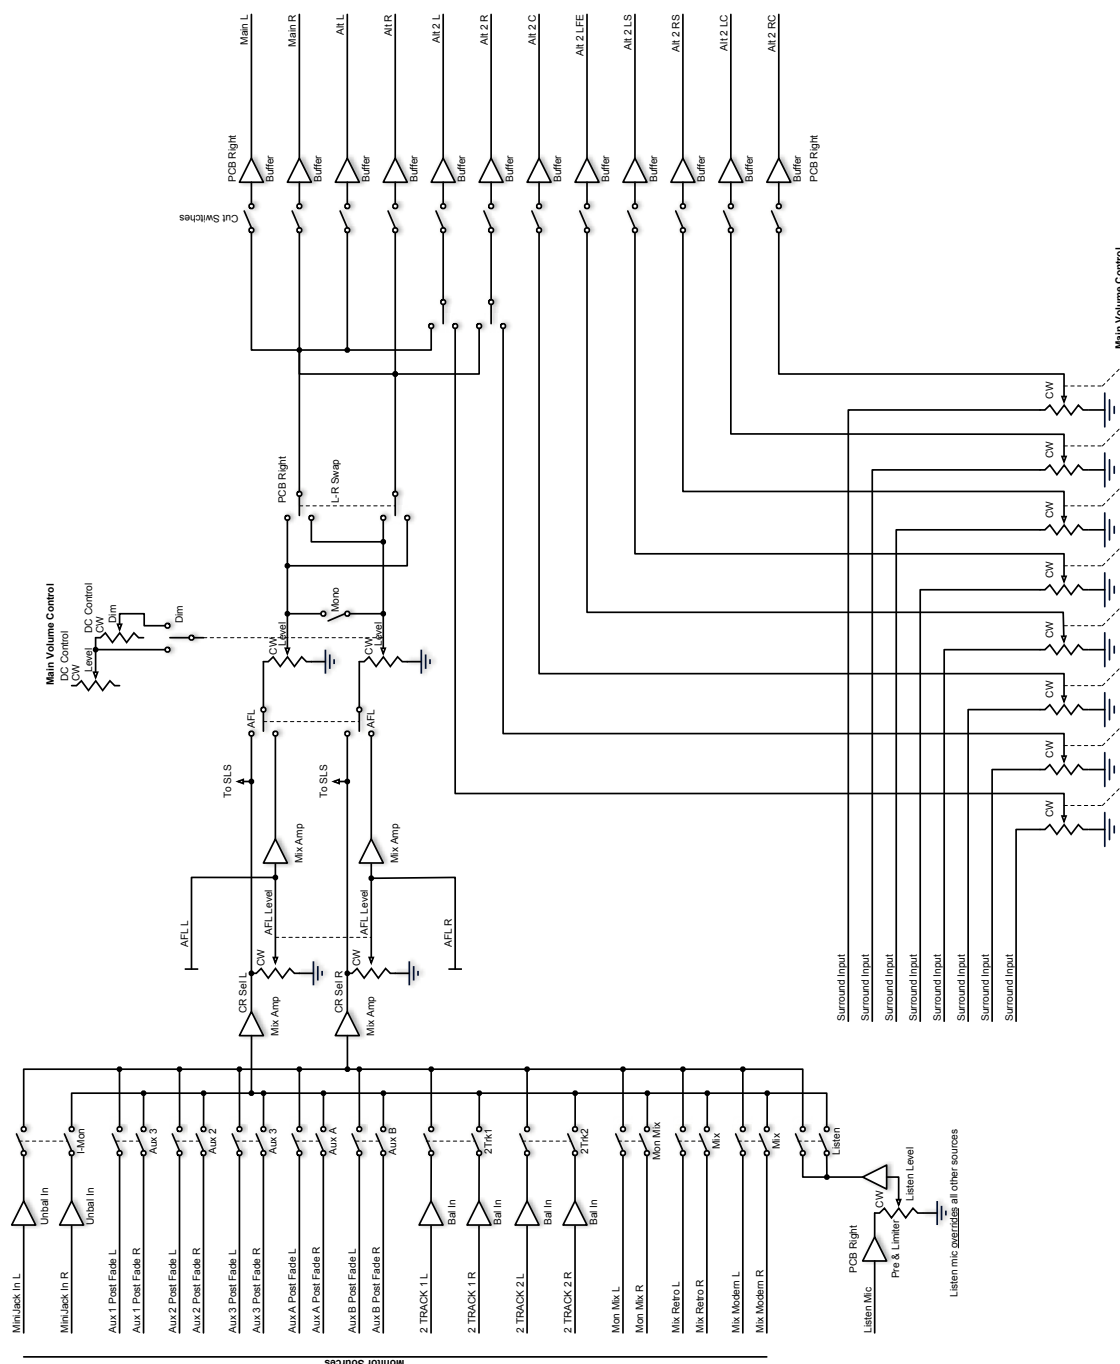 Main L
Main R
Alt L
Alt R
Alt 2 L
Alt 2 R
Alt 2 C
Alt 2 LFE
Alt 2 LS
Alt 2 RS
Alt 2 LC
Alt 2 RC
PCB Right
Buffer
Buffer
Buffer
Buffer
Buffer
Buffer
Buffer
Buffer
Buffer
Buffer
Buffer
Buffer
PCB Right
Cut Switches
Main Volume Control
PCB Right
L-R Swap
Main Volume Control
DC Control
CW
Level
DC Control
CW
Dim
Dim
Mono
CW
Level
CW
Level
AFL
AFL
To SLS
To SLS
Mix Amp
Mix Amp
AFL L
AFL Level
AFL Level
AFL R
CR Sel L
CW
CR Sel R
CW
Mix Amp
Mix Amp
CW
CW
CW
CW
CW
CW
CW
CW
Surround Input
Surround Input
Surround Input
Surround Input
Surround Input
Surround Input
Surround Input
Surround Input
I-Mon
Aux 3
Aux 2
Aux 3
Aux A
Aux B
2Trk1
2Trk2
Mon Mix
Mix
Mix
Listen
Unbal In
Unbal In
Bal In
Bal In
Bal In
Bal In
CW
Listen Level
PCB Right
Pre & Limiter
Listen mic overrides all other sources
MiniJack In L
MiniJack In R
Aux 1 Post Fade L
Aux 1 Post Fade R
Aux 2 Post Fade L
Aux 2 Post Fade R
Aux 3 Post Fade L
Aux 3 Post Fade R
Aux A Post Fade L
Aux A Post Fade R
Aux B Post Fade L
Aux B Post Fade R
2 TRACK 1 L
2 TRACK 1 R
2 TRACK 2 L
2 TRACK 2 R
Mon Mix L
Mon Mix R
Mix Retro L
Mix Retro R
Mix Modern L
Mix Modern R
Listen Mic
Monitor Sources